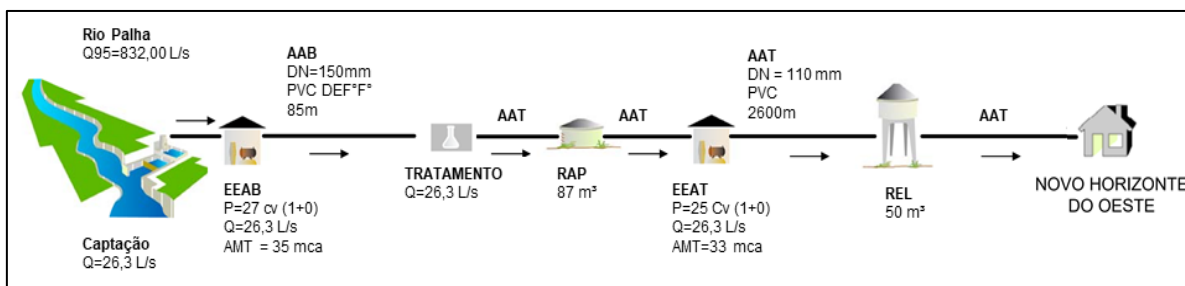 Rio Palha
Q95=832,00 L/s
AAB
DN=150mm
PVC DEF°F°
85m
AAT
DN = 110 mm
PVC
2600m
AAT
AAT
AAT
EEAB
P=27 cv (1+0)
Q=26,3 L/s
AMT = 35 mca
TRATAMENTO
Q=26,3 L/s
RAP
87 m³
EEAT
P=25 Cv (1+0)
Q=26,3 L/s
AMT=33 mca
REL
50 m³
NOVO HORIZONTE
DO OESTE
Captação
Q=26,3 L/s